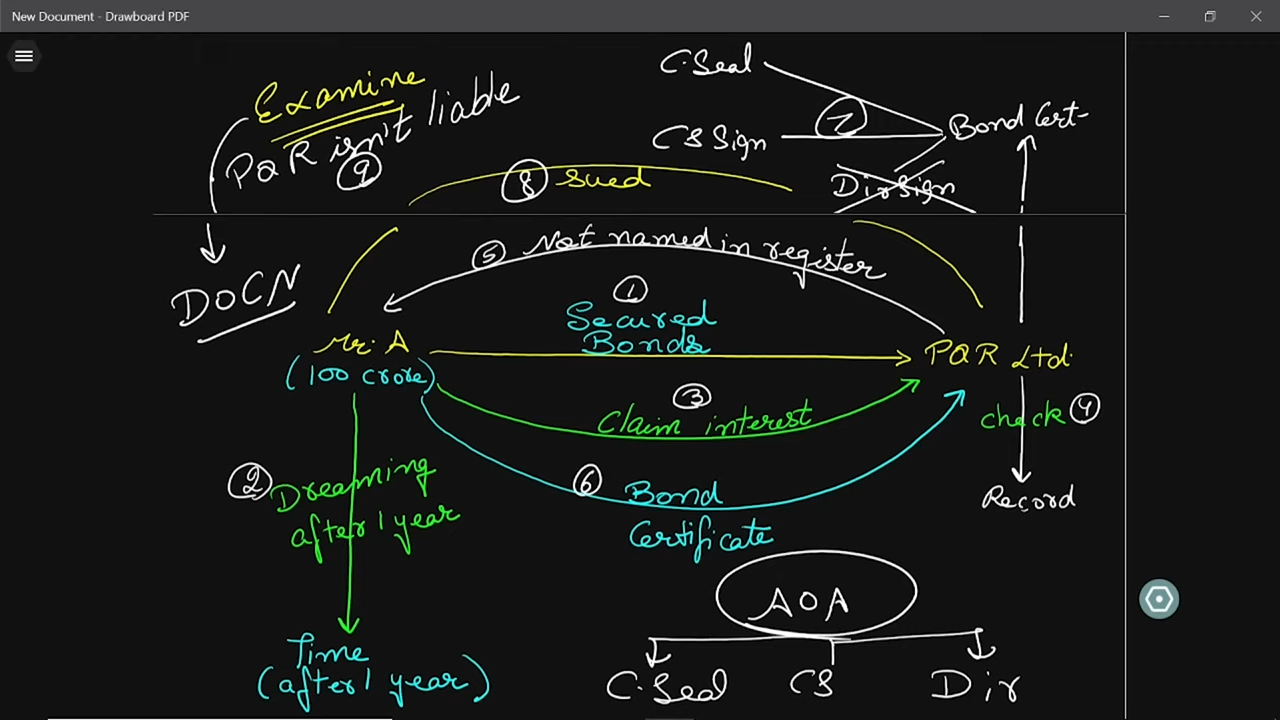 New Document - Drawboard PDF
C.Seal
Examine
PQR isn't liable
⑨
⑦
Bond Cert-
CS Sign
Dir Sign
⑧ Sued
⑤ Not named in register
DOCN
①
Secured
Bonds
Mr. A
(100 crore)
PQR Ltd.
③
Claim interest
check ④
② Dreaming
after 1 year
⑥ Bond
Certificate
Record
AOA
Time
(after 1 year)
C.Seal CS Dir